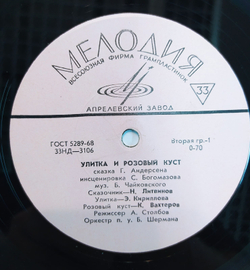 МЕЛОДИЯ
ВСЕСОЮЗНАЯ ФИРМА ГРАМПЛАСТИНОК
33
АПРЕЛЕВСКИЙ ЗАВОД
ГОСТ 5289-68
33НД—3106
вторая гр.-1
0-70
УЛИТКА И РОЗОВЫЙ КУСТ
сказка Г. Андерсена
инсценировка С. Богомазова
муз. Б. Чайковского
Сказочник—Н. Литвинов
Улитка—Э. Кириллова
Розовый куст—К. Вахтеров
Режиссер А. Столбов
Оркестр п/у Б. Шермана